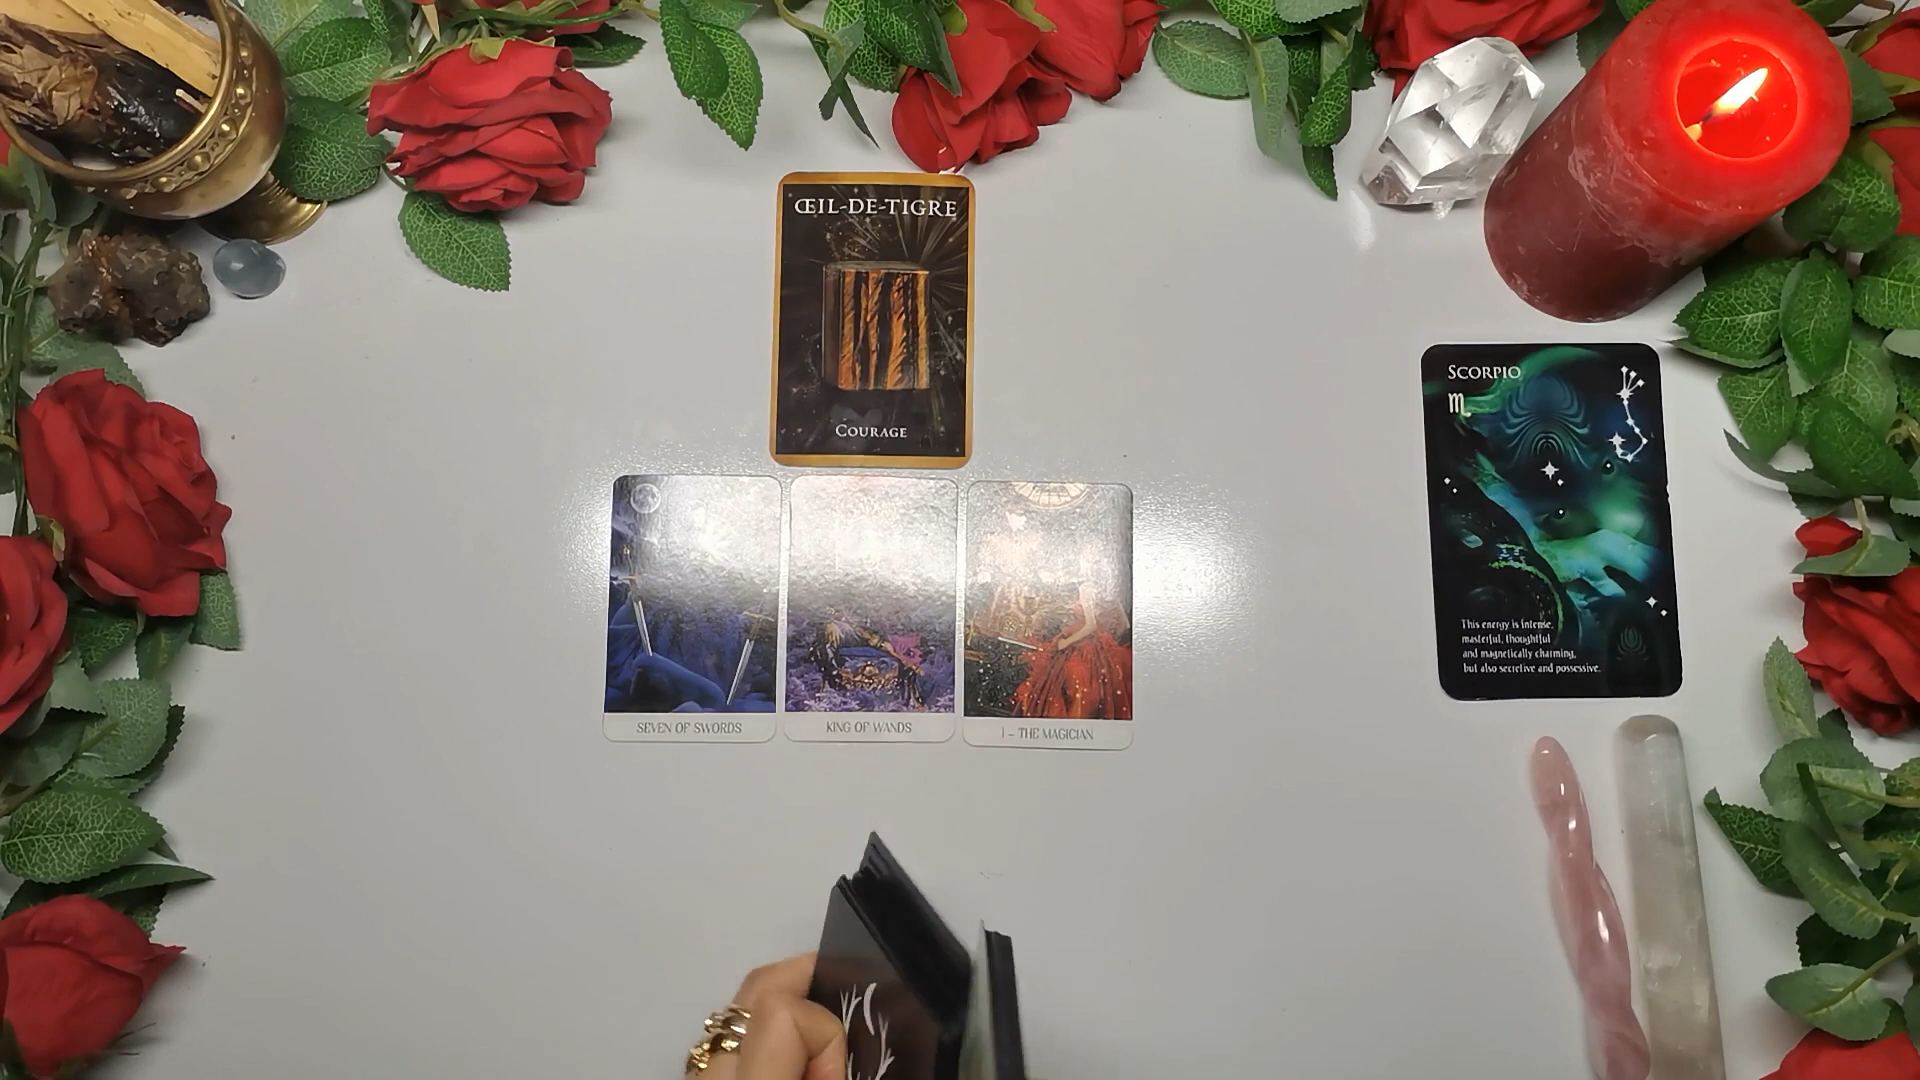 ŒIL-DE-TIGRE
COURAGE
SCORPIO
♏
This energy is intense,
masterful, thoughtful
and magnetically charming,
but also secretive and possessive.
SEVEN OF SWORDS
KING OF WANDS
I – THE MAGICIAN